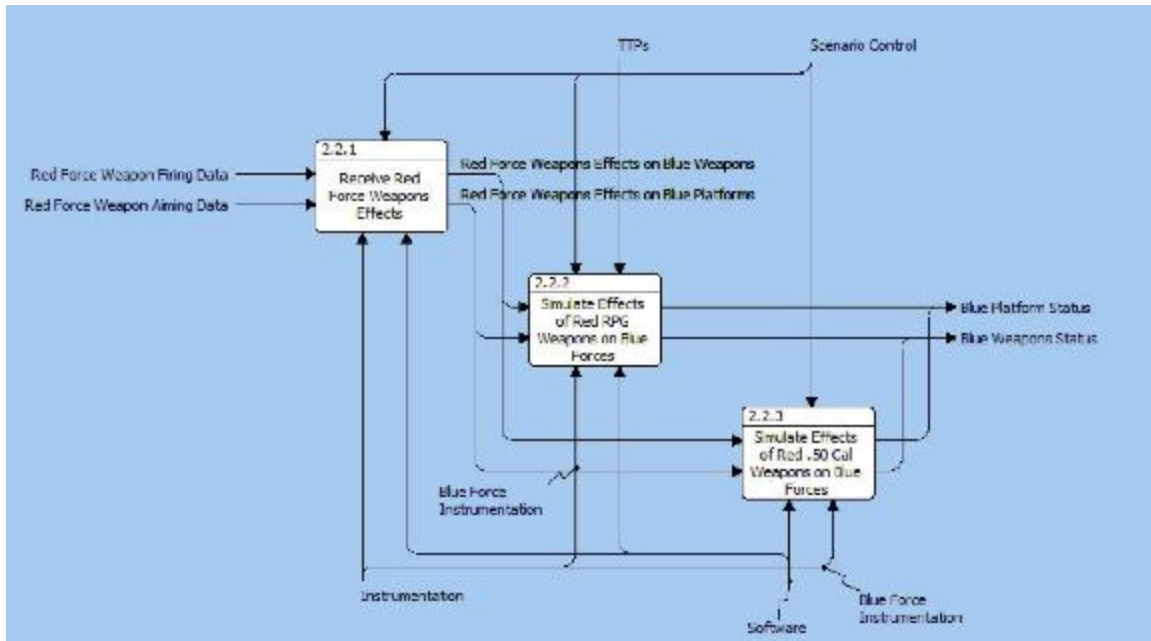 TTPs
Scenario Control
2.2.1
Receive Red
Force Weapons
Effects
Red Force Weapon Firing Data
Red Force Weapon Aiming Data
Red Force Weapons Effects on Blue Weapons
Red Force Weapons Effects on Blue Platforms
2.2.2
Simulate Effects
of Red RPG
Weapons on Blue
Forces
Blue Platform Status
Blue Weapons Status
2.2.3
Simulate Effects
of Red .50 Cal
Weapons on Blue
Forces
Blue Force
Instrumentation
Instrumentation
Software
Blue Force
Instrumentation